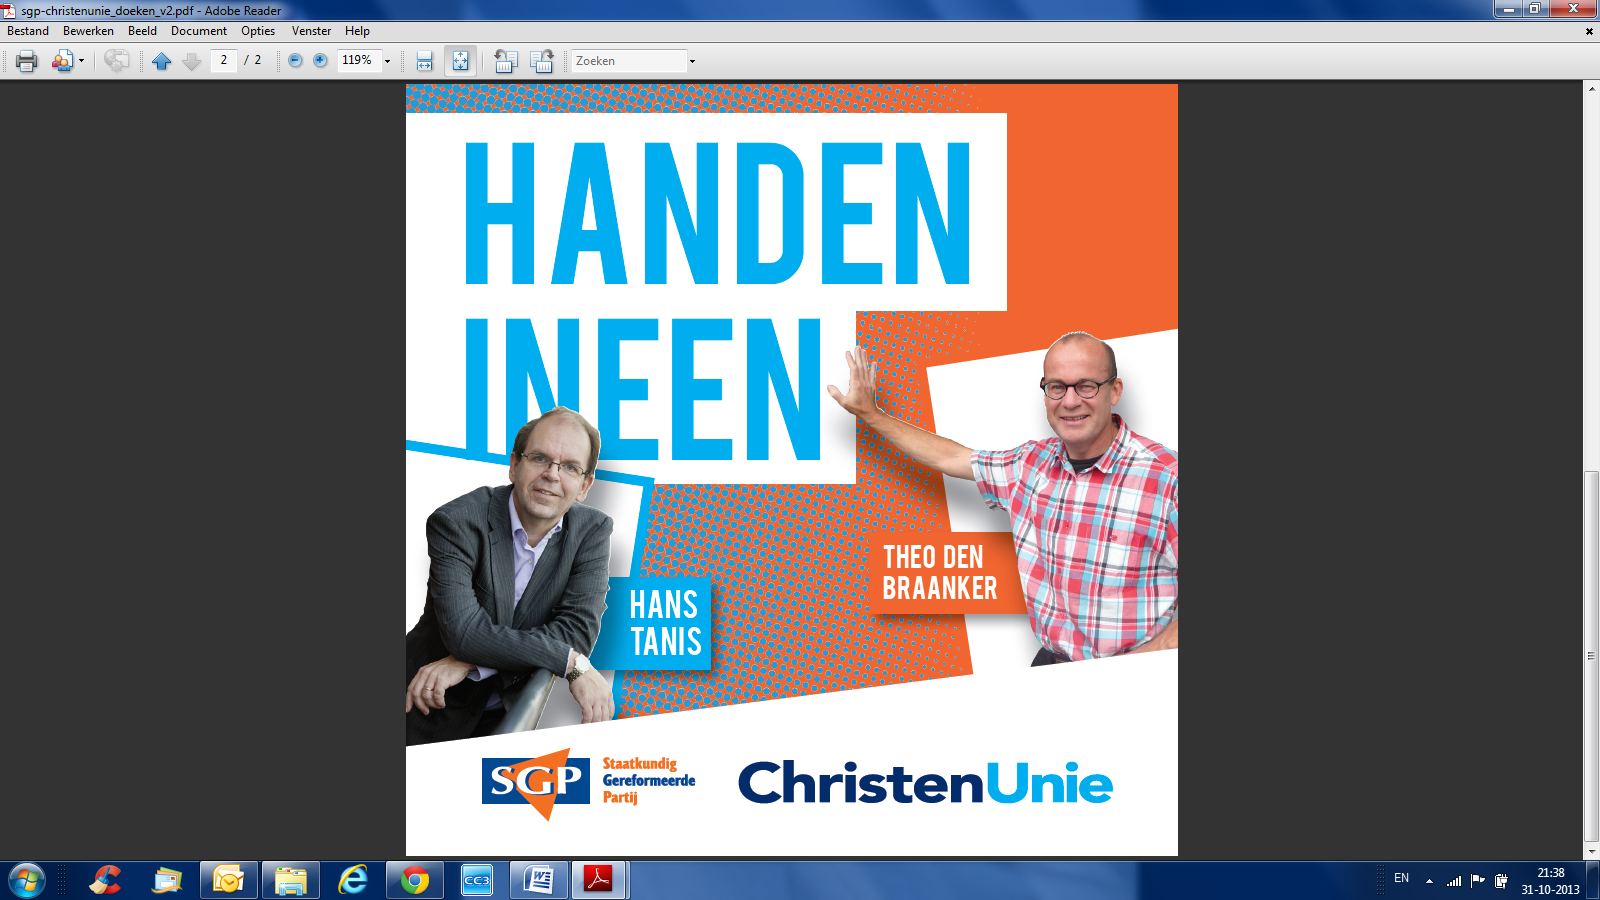 sgp-christenunie_doeken_v2.pdf - Adobe Reader
Bestand Bewerken Beeld Document Opties Venster Help
2 / 2 119% Zoeken
HANDEN
INEEN
THEO DEN
BRAANKER
HANS
TANIS
SGP Staatkundig
Gereformeerde
Partij
ChristenUnie
CC3 W EN 21:38
31-10-2013